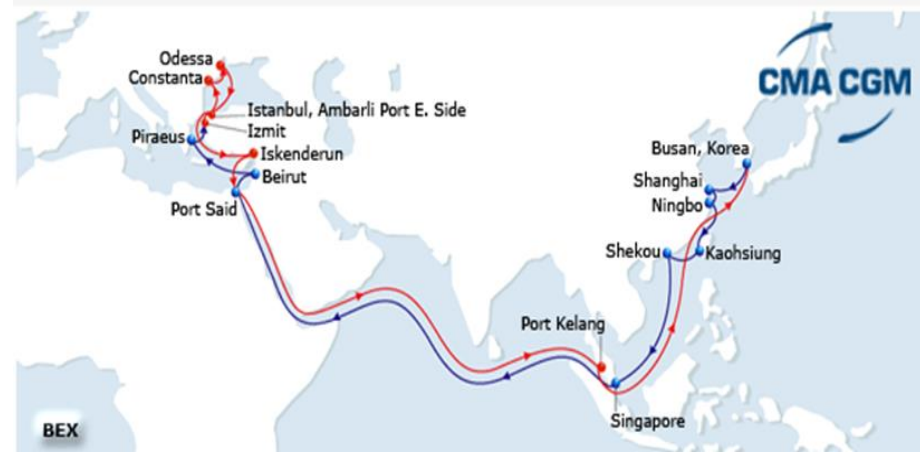 Odessa
Constanta
CMA CGM
Istanbul, Ambarli Port E. Side
Izmit
Piraeus
Iskenderun
Beirut
Port Said
Busan, Korea
Shanghai
Ningbo
Shekou
Kaohsiung
Port Kelang
Singapore
BEX